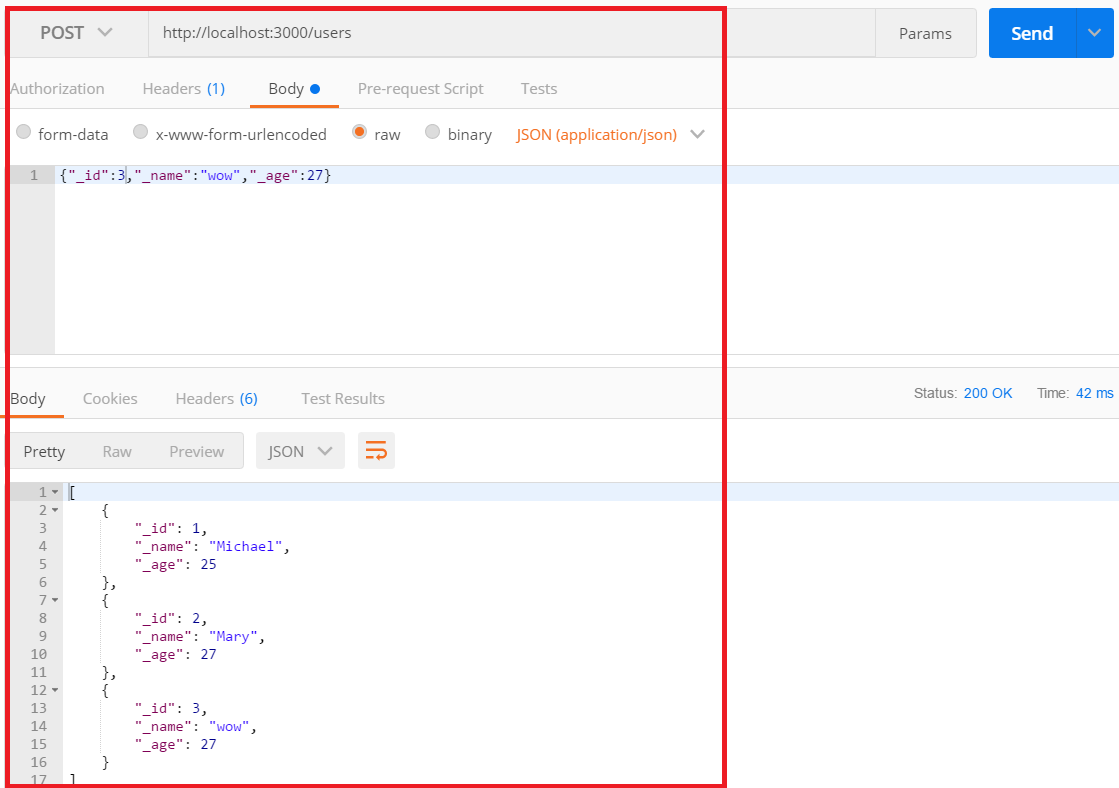 POST http://localhost:3000/users Params Send
Authorization Headers (1) Body Pre-request Script Tests
form-data x-www-form-urlencoded raw binary JSON (application/json)
1 {"_id":3,"_name":"wow","_age":27}
Body Cookies Headers (6) Test Results Status: 200 OK Time: 42 ms
Pretty Raw Preview JSON
1 [
2 {
3 "_id": 1,
4 "_name": "Michael",
5 "_age": 25
6 },
7 {
8 "_id": 2,
9 "_name": "Mary",
10 "_age": 27
11 },
12 {
13 "_id": 3,
14 "_name": "wow",
15 "_age": 27
16 }
17 ]